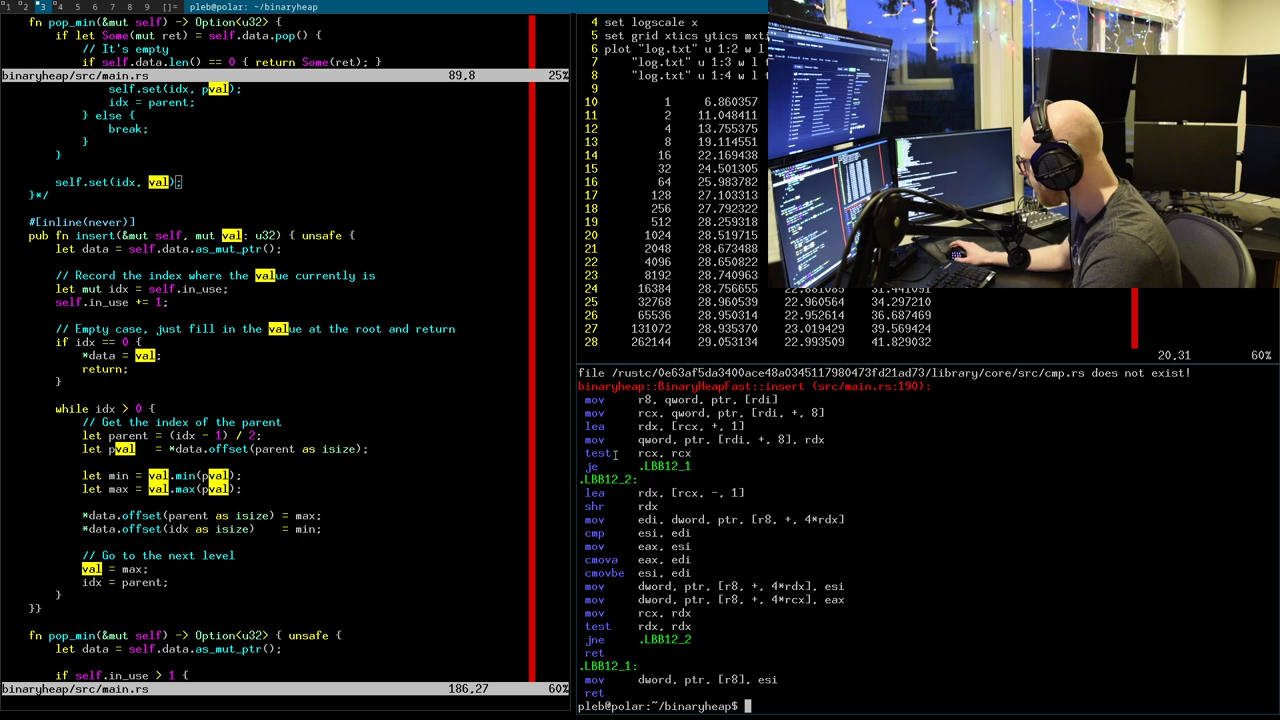 1 2 3 4 5 6 7 8 9 []= pleb@polar: ~/binaryheap
fn pop_min(&mut self) -> Option<u32> {
if let Some(mut ret) = self.data.pop() {
// It's empty
if self.data.len() == 0 { return Some(ret); }
binaryheap/src/main.rs 89,8 25%
self.set(idx, pval);
idx = parent;
} else {
break;
}
}
self.set(idx, val);
}*/
#[inline(never)]
pub fn insert(&mut self, mut val: u32) { unsafe {
let data = self.data.as_mut_ptr();
// Record the index where the value currently is
let mut idx = self.in_use;
self.in_use += 1;
// Empty case, just fill in the value at the root and return
if idx == 0 {
*data = val;
return;
}
while idx > 0 {
// Get the index of the parent
let parent = (idx - 1) / 2;
let pval   = *data.offset(parent as isize);
let min = val.min(pval);
let max = val.max(pval);
*data.offset(parent as isize) = max;
*data.offset(idx as isize)    = min;
// Go to the next level
val = max;
idx = parent;
}
}}
fn pop_min(&mut self) -> Option<u32> { unsafe {
let data = self.data.as_mut_ptr();
if self.in_use > 1 {
binaryheap/src/main.rs 186,27 60%
4 set logscale x
5 set grid xtics ytics mxti
6 plot "log.txt" u 1:2 w l
7 "log.txt" u 1:3 w l
8 "log.txt" u 1:4 w l
9
10 1 6.860357
11 2 11.048411
12 4 13.755375
13 8 19.114551
14 16 22.169438
15 32 24.501305
16 64 25.983782
17 128 27.103313
18 256 27.792322
19 512 28.259318
20 1024 28.519715
21 2048 28.673488
22 4096 28.650822
23 8192 28.740963
24 16384 28.756655 22.881085 31.441091
25 32768 28.960539 22.960564 34.297210
26 65536 28.950314 22.952614 36.687469
27 131072 28.935370 23.019429 39.569424
28 262144 29.053134 22.993509 41.829032
20,31 60%
file /rustc/0e63af5da3400ace48a0345117980473fd21ad73/library/core/src/cmp.rs does not exist!
binaryheap::BinaryHeapFast::insert (src/main.rs:190):
mov r8, qword, ptr, [rdi]
mov rcx, qword, ptr, [rdi, +, 8]
lea rdx, [rcx, +, 1]
mov qword, ptr, [rdi, +, 8], rdx
test rcx, rcx
je .LBB12_1
.LBB12_2:
lea rdx, [rcx, -, 1]
shr rdx
mov edi, dword, ptr, [r8, +, 4*rdx]
cmp esi, edi
mov eax, esi
cmova eax, edi
cmovbe esi, edi
mov dword, ptr, [r8, +, 4*rdx], esi
mov dword, ptr, [r8, +, 4*rcx], eax
mov rcx, rdx
test rdx, rdx
jne .LBB12_2
ret
.LBB12_1:
mov dword, ptr, [r8], esi
ret
pleb@polar:~/binaryheap$